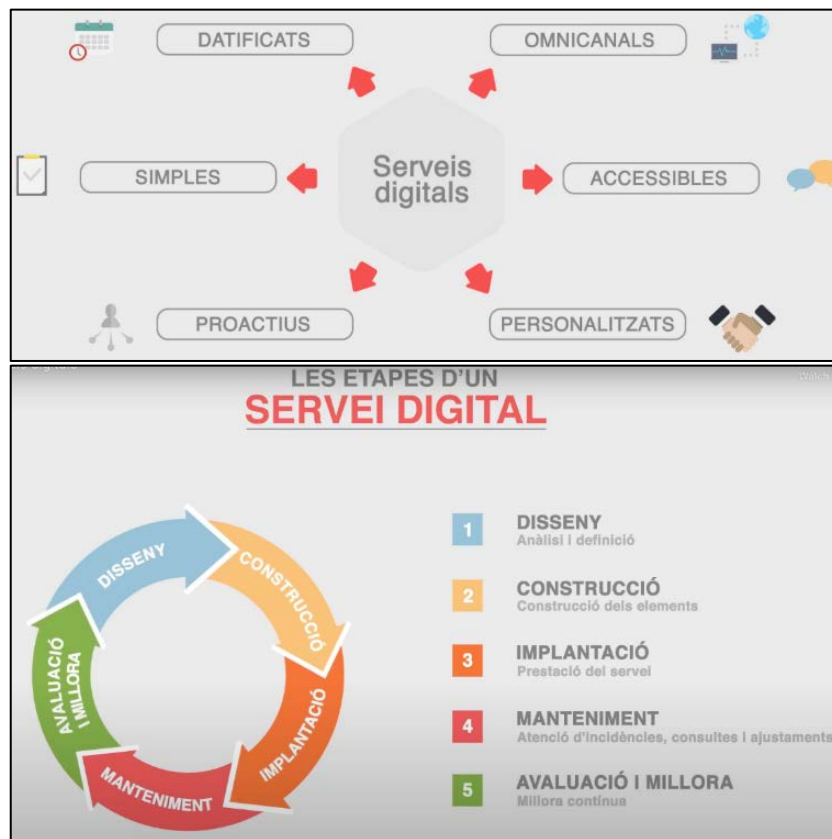 DATIFICATS
OMNICANALS
SIMPLES
Serveis
digitals
ACCESSIBLES
PROACTIUS
PERSONALITZATS
LES ETAPES D'UN
SERVEI DIGITAL
DISSENY
CONSTRUCCIÓ
IMPLANTACIÓ
MANTENIMENT
AVALUACIÓ
I MILLORA
1 DISSENY
Anàlisi i definició
2 CONSTRUCCIÓ
Construcció dels elements
3 IMPLANTACIÓ
Prestació del servei
4 MANTENIMENT
Atenció d'incidències, consultes i ajustaments
5 AVALUACIÓ I MILLORA
Millora contínua